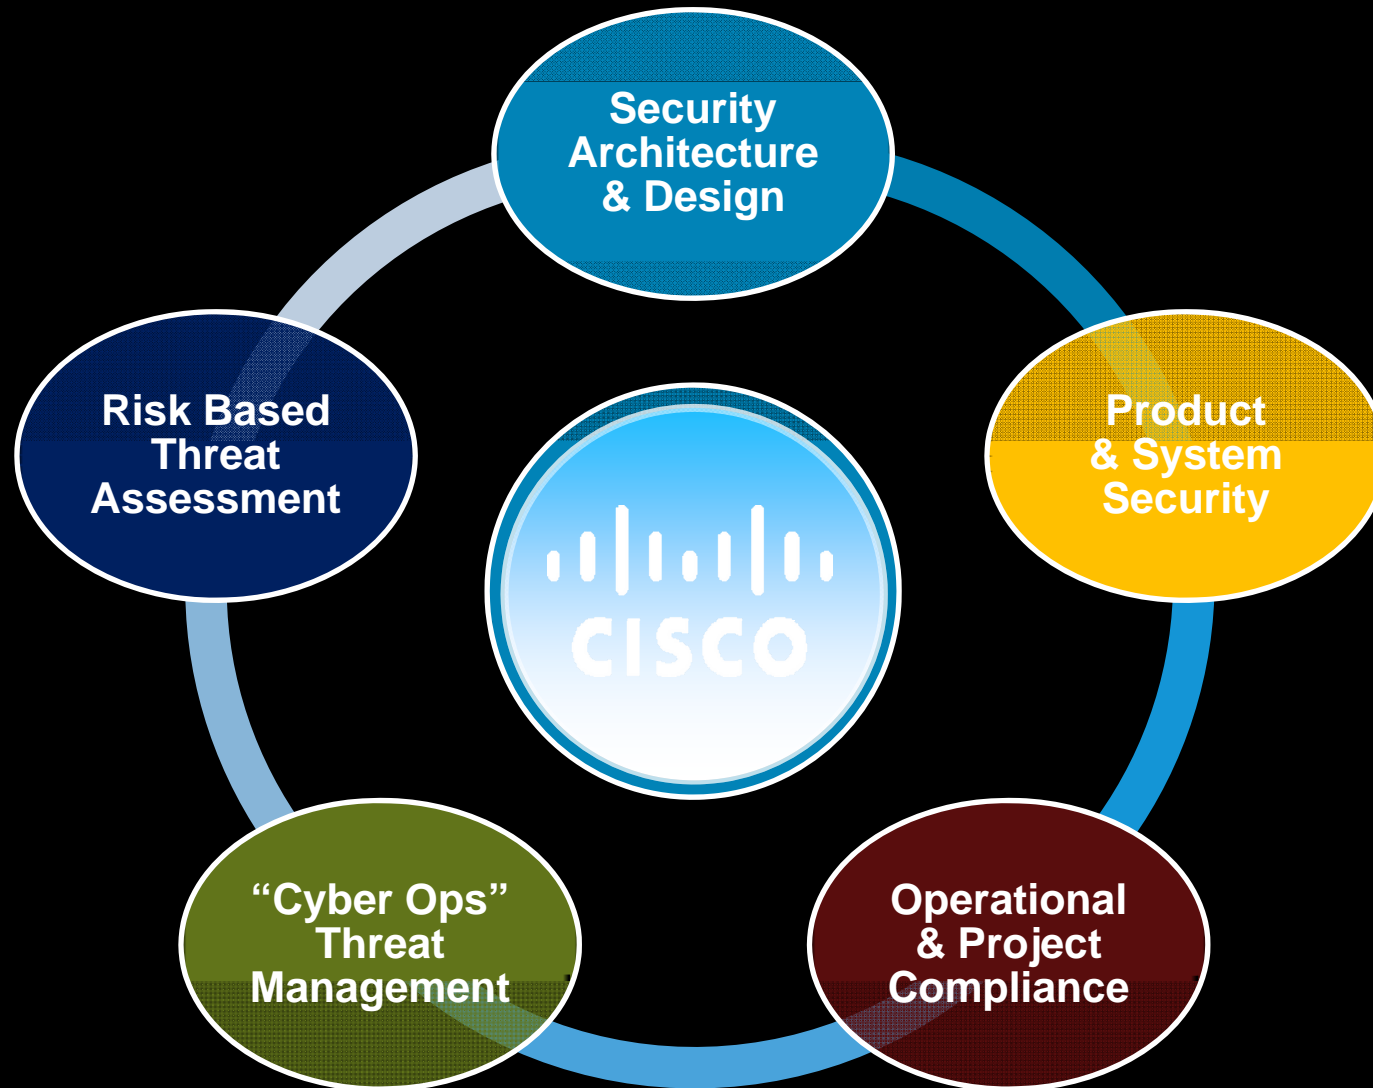 Security
Architecture
& Design
Risk Based
Threat
Assessment
Product
& System
Security
CISCO
“Cyber Ops”
Threat
Management
Operational
& Project
Compliance